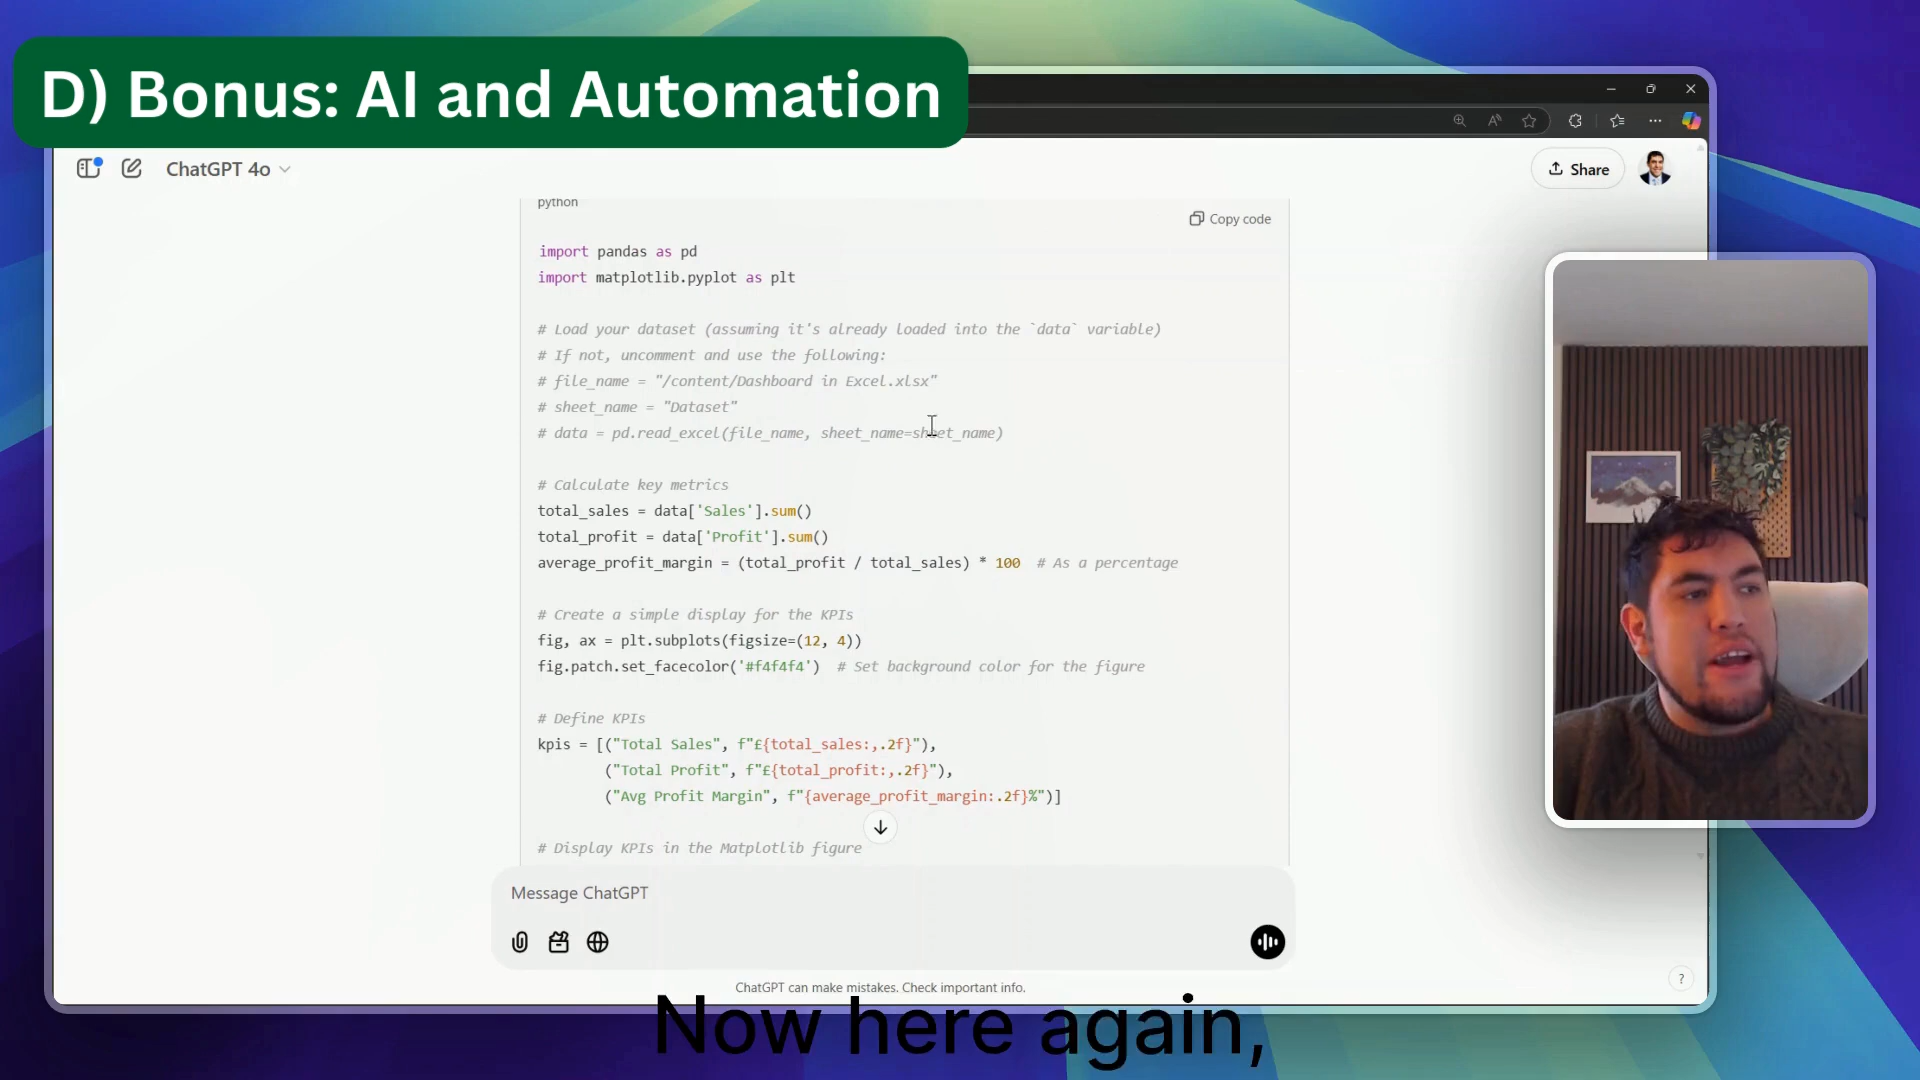 D) Bonus: AI and Automation
ChatGPT 4o
Share
python
Copy code
import pandas as pd
import matplotlib.pyplot as plt
# Load your dataset (assuming it's already loaded into the `data` variable)
# If not, uncomment and use the following:
# file_name = "/content/Dashboard in Excel.xlsx"
# sheet_name = "Dataset"
# data = pd.read_excel(file_name, sheet_name=sheet_name)
# Calculate key metrics
total_sales = data['Sales'].sum()
total_profit = data['Profit'].sum()
average_profit_margin = (total_profit / total_sales) * 100  # As a percentage
# Create a simple display for the KPIs
fig, ax = plt.subplots(figsize=(12, 4))
fig.patch.set_facecolor('#f4f4f4')  # Set background color for the figure
# Define KPIs
kpis = [("Total Sales", f"£{total_sales:,.2f}"),
("Total Profit", f"£{total_profit:,.2f}"),
("Avg Profit Margin", f"{average_profit_margin:.2f}%")]
# Display KPIs in the Matplotlib figure
Message ChatGPT
ChatGPT can make mistakes. Check important info.
?
Now here again,